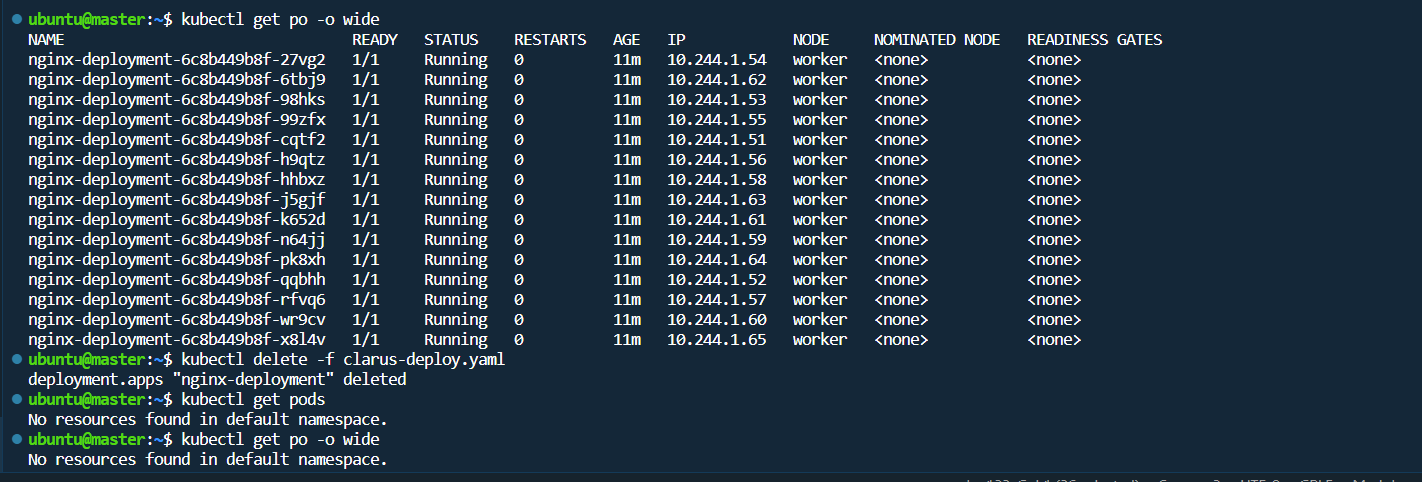 ubuntu@master:~$ kubectl get po -o wide
NAME READY STATUS RESTARTS AGE IP NODE NOMINATED NODE READINESS GATES
nginx-deployment-6c8b449b8f-27vg2 1/1 Running 0 11m 10.244.1.54 worker <none> <none>
nginx-deployment-6c8b449b8f-6tbj9 1/1 Running 0 11m 10.244.1.62 worker <none> <none>
nginx-deployment-6c8b449b8f-98hks 1/1 Running 0 11m 10.244.1.53 worker <none> <none>
nginx-deployment-6c8b449b8f-99zfx 1/1 Running 0 11m 10.244.1.55 worker <none> <none>
nginx-deployment-6c8b449b8f-cqtf2 1/1 Running 0 11m 10.244.1.51 worker <none> <none>
nginx-deployment-6c8b449b8f-h9qtz 1/1 Running 0 11m 10.244.1.56 worker <none> <none>
nginx-deployment-6c8b449b8f-hhbxz 1/1 Running 0 11m 10.244.1.58 worker <none> <none>
nginx-deployment-6c8b449b8f-j5gjf 1/1 Running 0 11m 10.244.1.63 worker <none> <none>
nginx-deployment-6c8b449b8f-k652d 1/1 Running 0 11m 10.244.1.61 worker <none> <none>
nginx-deployment-6c8b449b8f-n64jj 1/1 Running 0 11m 10.244.1.59 worker <none> <none>
nginx-deployment-6c8b449b8f-pk8xh 1/1 Running 0 11m 10.244.1.64 worker <none> <none>
nginx-deployment-6c8b449b8f-qqbhh 1/1 Running 0 11m 10.244.1.52 worker <none> <none>
nginx-deployment-6c8b449b8f-rfvq6 1/1 Running 0 11m 10.244.1.57 worker <none> <none>
nginx-deployment-6c8b449b8f-wr9cv 1/1 Running 0 11m 10.244.1.60 worker <none> <none>
nginx-deployment-6c8b449b8f-x8l4v 1/1 Running 0 11m 10.244.1.65 worker <none> <none>
ubuntu@master:~$ kubectl delete -f clarus-deploy.yaml
deployment.apps "nginx-deployment" deleted
ubuntu@master:~$ kubectl get pods
No resources found in default namespace.
ubuntu@master:~$ kubectl get po -o wide
No resources found in default namespace.